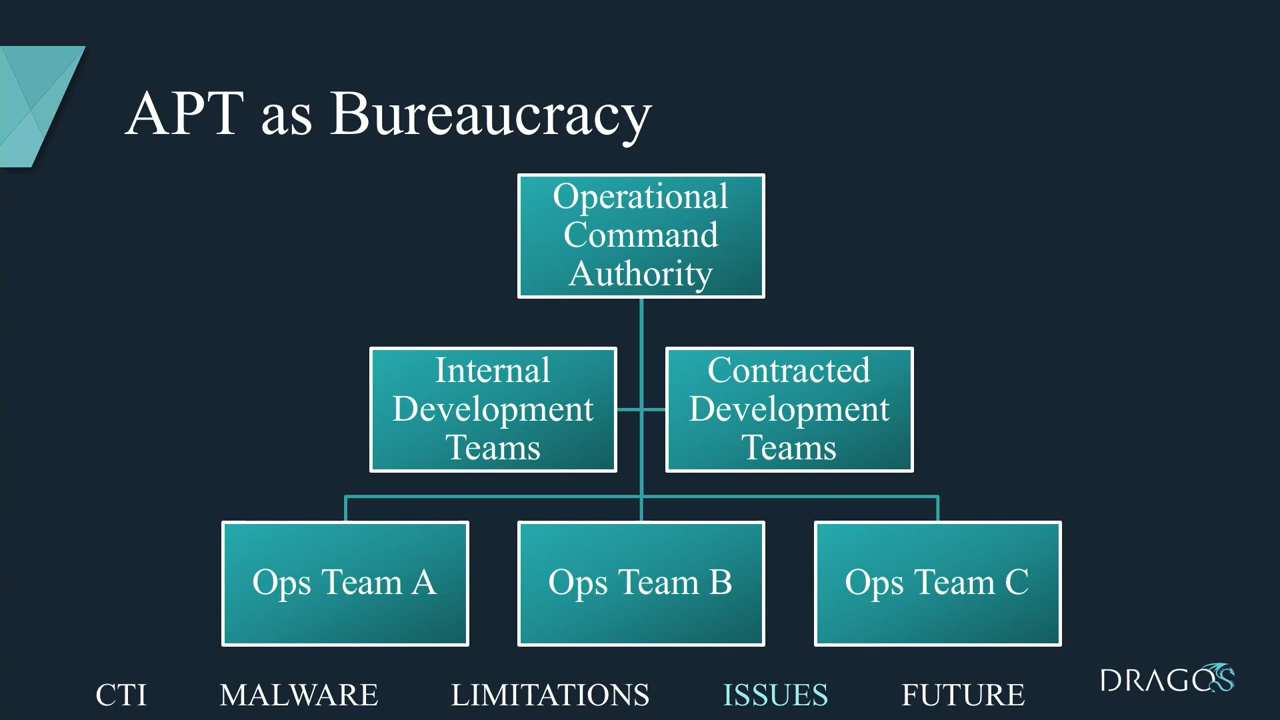 APT as Bureaucracy
Operational
Command
Authority
Internal
Development
Teams
Contracted
Development
Teams
Ops Team A
Ops Team B
Ops Team C
CTI MALWARE LIMITATIONS ISSUES FUTURE
DRAGOS